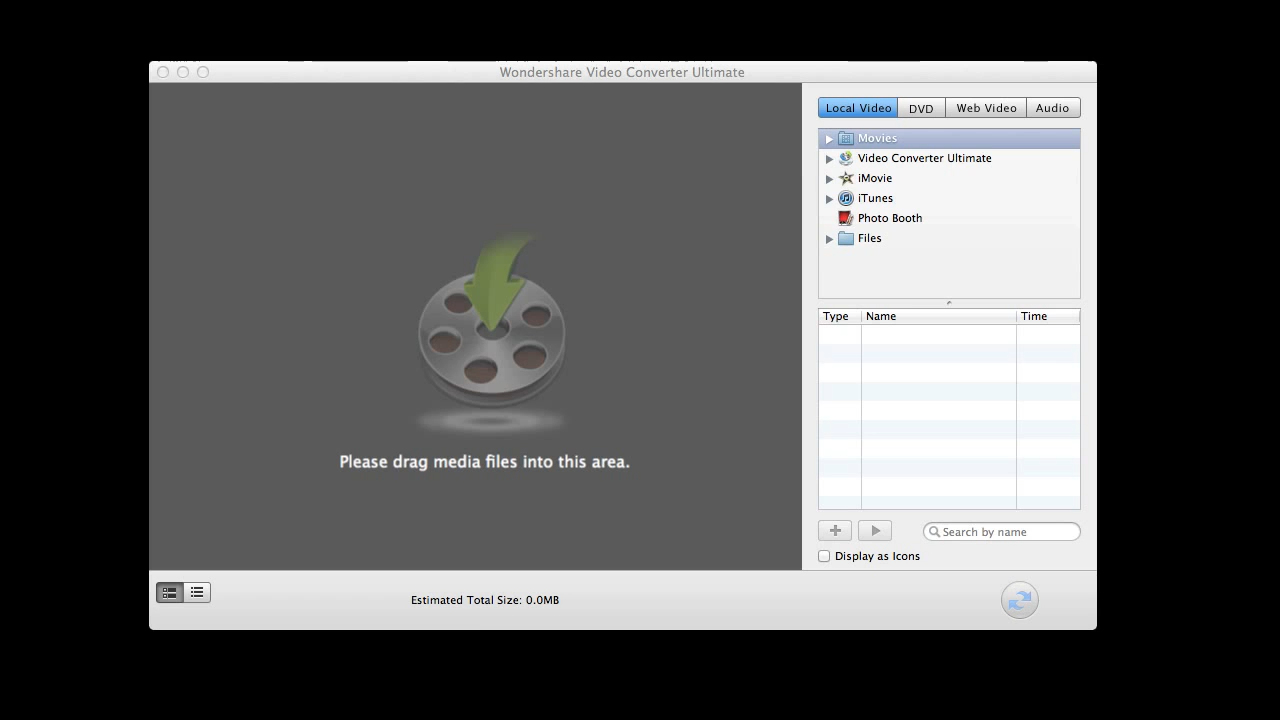 Wondershare Video Converter Ultimate
Local Video DVD Web Video Audio
Movies
Video Converter Ultimate
iMovie
iTunes
Photo Booth
Files
Type Name Time
Please drag media files into this area.
Search by name
Display as Icons
Estimated Total Size: 0.0MB